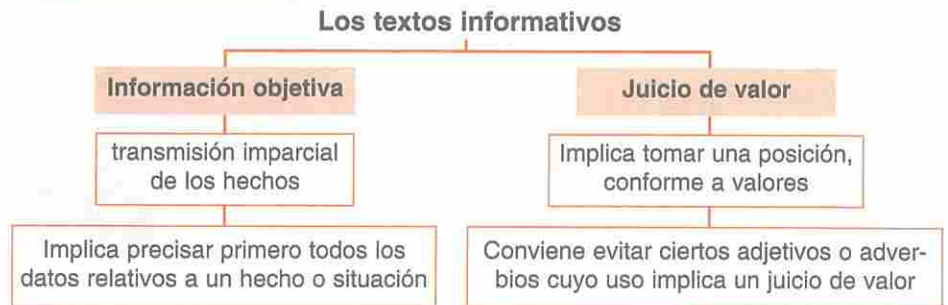 Los textos informativos
Información objetiva
transmisión imparcial
de los hechos
Implica precisar primero todos los
datos relativos a un hecho o situación
Juicio de valor
Implica tomar una posición,
conforme a valores
Conviene evitar ciertos adjetivos o adver-
bios cuyo uso implica un juicio de valor